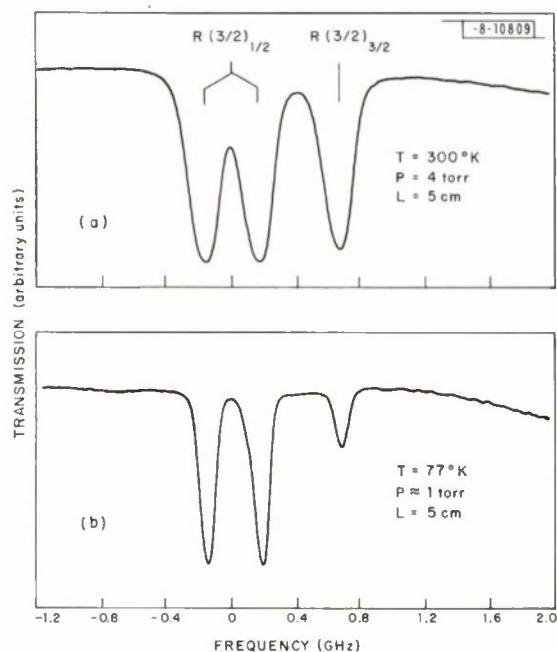 R (3/2)1/2 R (3/2)3/2
-8-10809
T = 300°K
P = 4 torr
L = 5 cm
(a)
TRANSMISSION (arbitrary units)
T = 77°K
P ≈ 1 torr
L = 5 cm
(b)
-1.2 -0.8 -0.4 0 0.4 0.8 1.2 1.6 2.0
FREQUENCY (GHz)